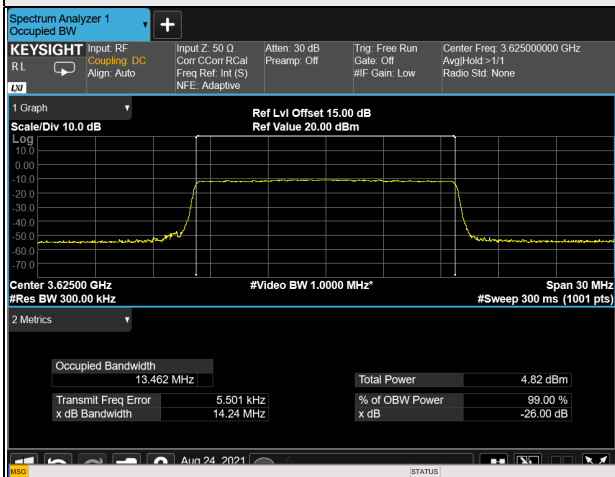 Spectrum Analyzer 1
Occupied BW
KEYSIGHT
R L
LXI
Input: RF
Coupling: DC
Align: Auto
Input Z: 50 Ω
Corr CCorr RCal
Freq Ref: Int (S)
NFE: Adaptive
Atten: 30 dB
Preamp: Off
Trig: Free Run
Gate: Off
#IF Gain: Low
Center Freq: 3.625000000 GHz
Avg|Hold:>1/1
Radio Std: None
1 Graph
Scale/Div 10.0 dB
Ref Lvl Offset 15.00 dB
Ref Value 20.00 dBm
Log
10.0
0.00
-10.0
-20.0
-30.0
-40.0
-50.0
-60.0
-70.0
Center 3.62500 GHz
#Video BW 1.0000 MHz*
Span 30 MHz
#Res BW 300.00 kHz
#Sweep 300 ms (1001 pts)
2 Metrics
Occupied Bandwidth
13.462 MHz
Total Power 4.82 dBm
Transmit Freq Error 5.501 kHz
% of OBW Power 99.00 %
x dB Bandwidth 14.24 MHz
x dB -26.00 dB
Aug 24, 2021
MSG
STATUS